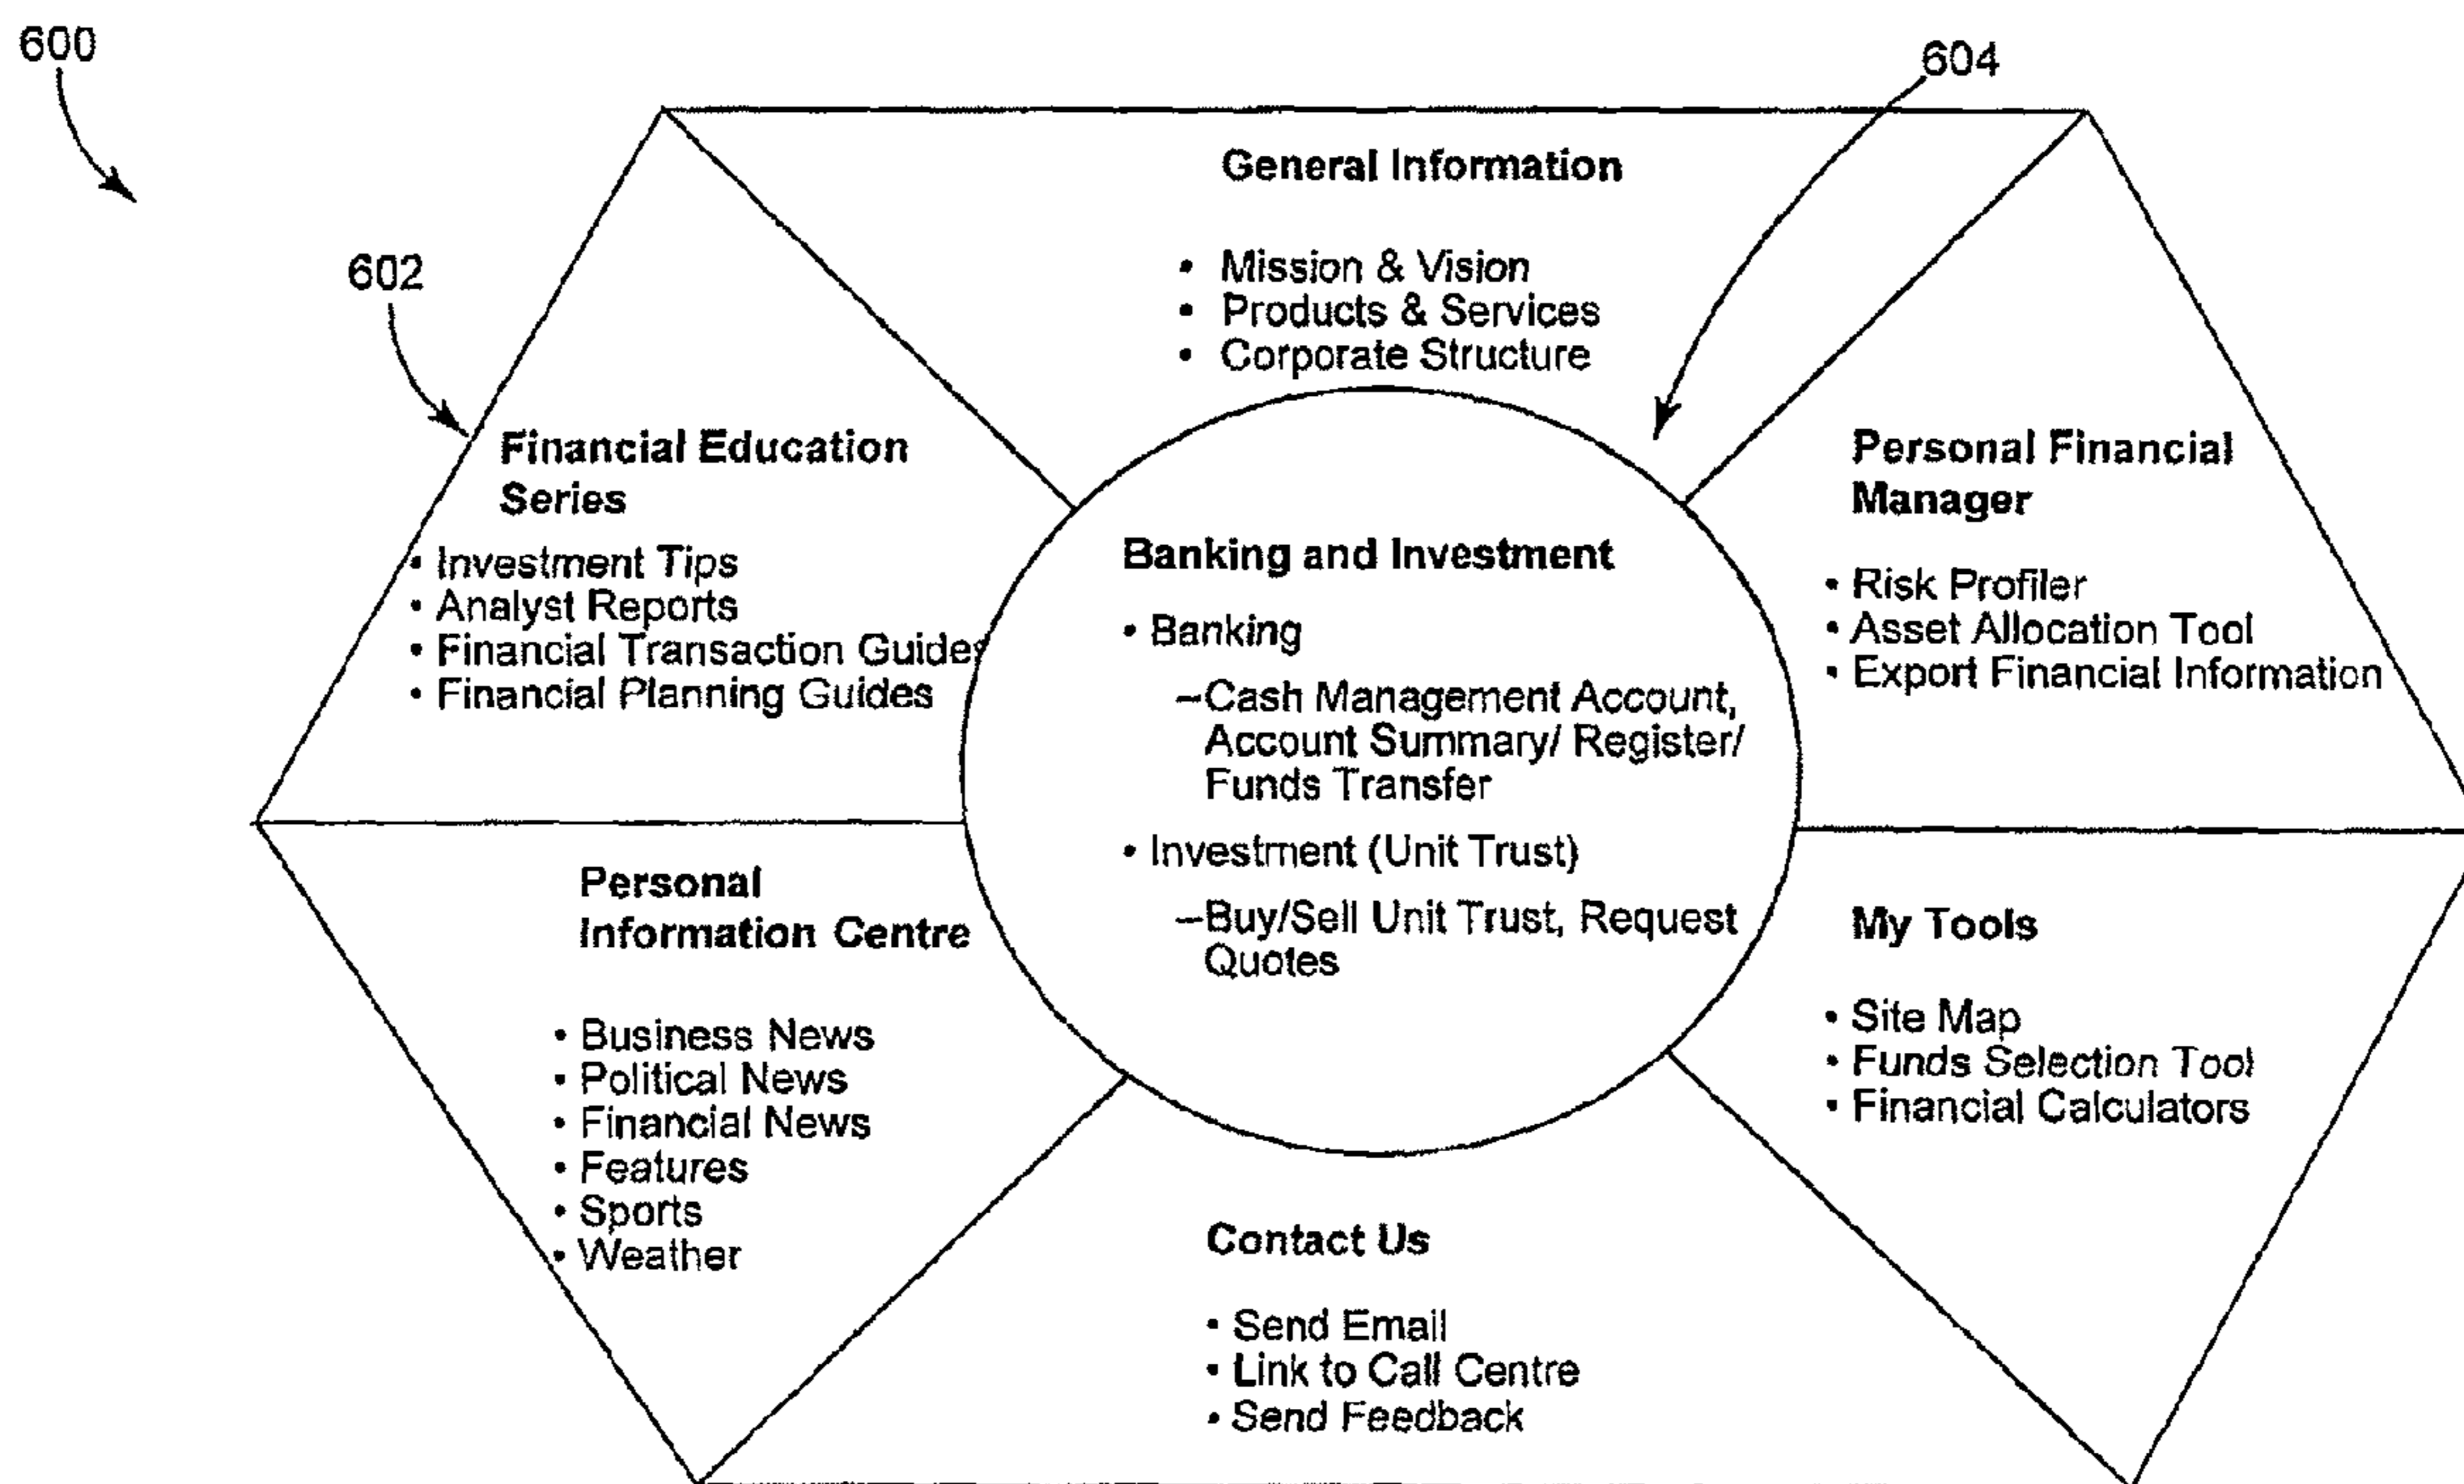 600
604
General Information
• Mission & Vision
• Products & Services
• Corporate Structure
602
Financial Education
Series
• Investment Tips
• Analyst Reports
• Financial Transaction Guides
• Financial Planning Guides
Banking and Investment
• Banking
–Cash Management Account,
Account Summary/ Register/
Funds Transfer
• Investment (Unit Trust)
–Buy/Sell Unit Trust, Request
Quotes
Personal Financial
Manager
• Risk Profiler
• Asset Allocation Tool
• Export Financial Information
Personal
Information Centre
• Business News
• Political News
• Financial News
• Features
• Sports
• Weather
My Tools
• Site Map
• Funds Selection Tool
• Financial Calculators
Contact Us
• Send Email
• Link to Call Centre
• Send Feedback